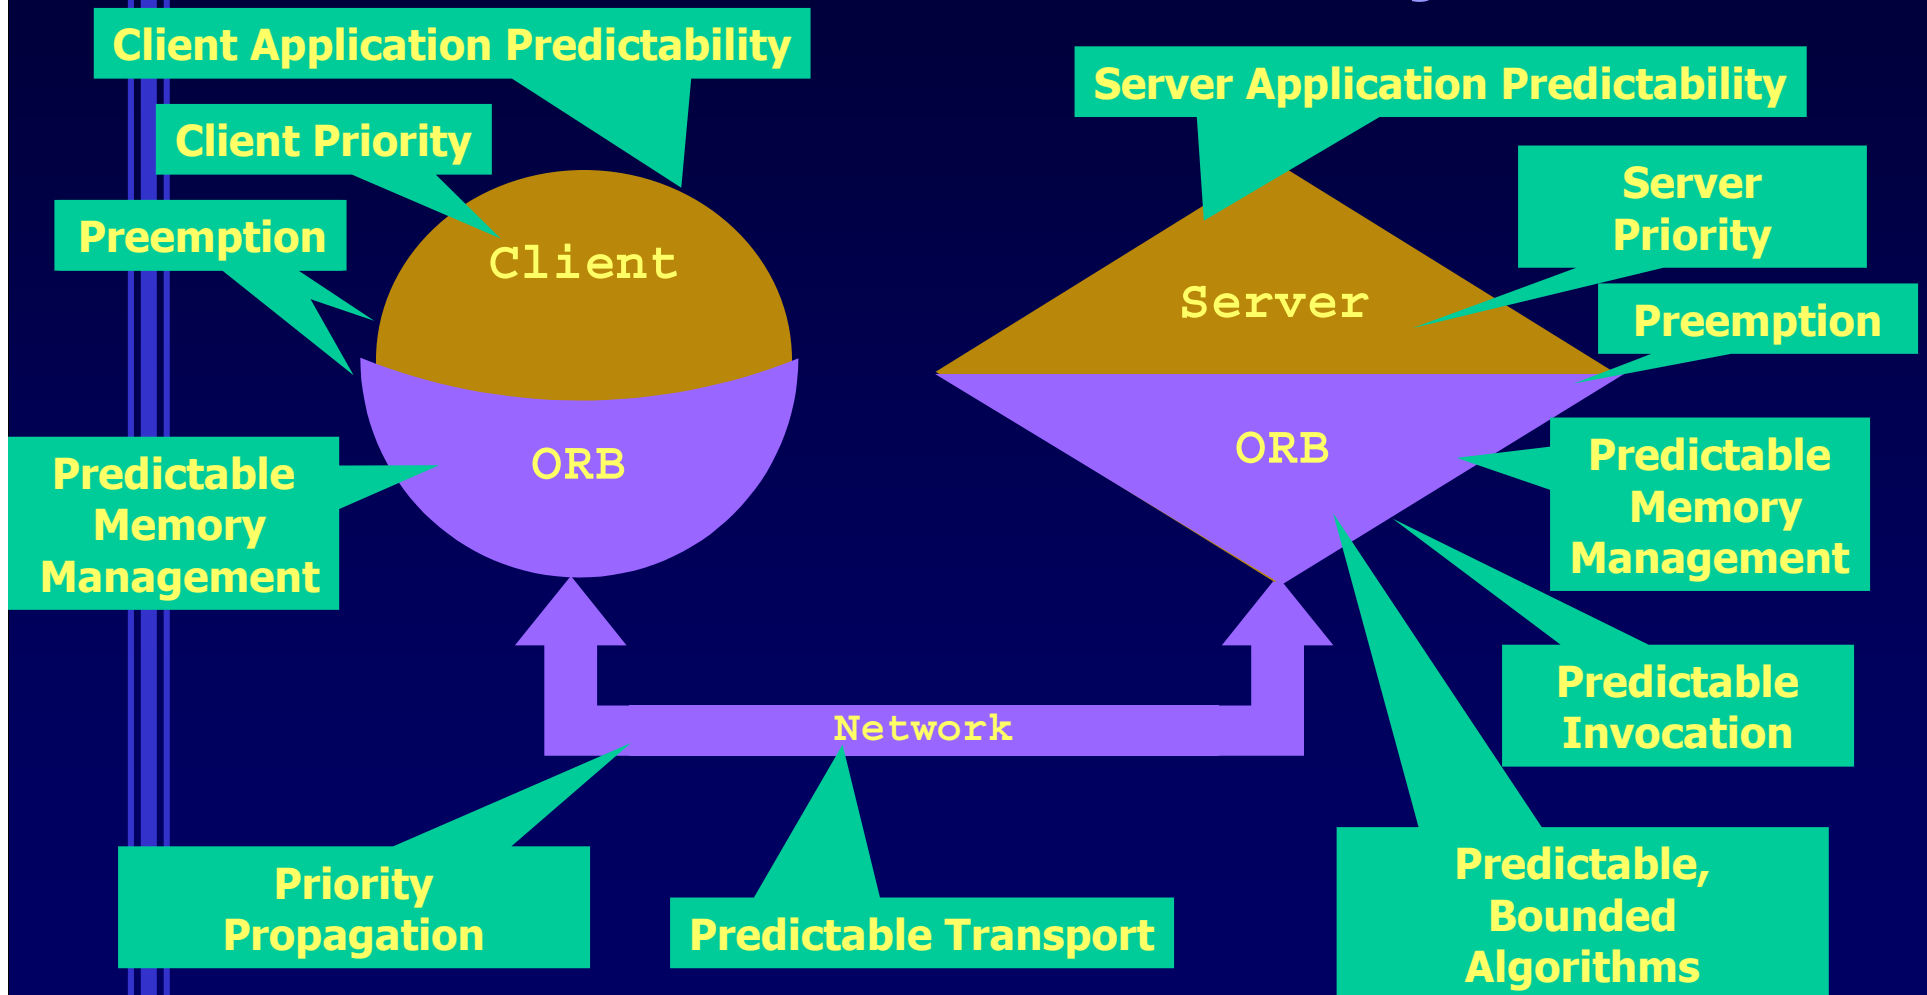 Client Application Predictability
Server Application Predictability
Client Priority
Server
Priority
Preemption
Client
Server
Preemption
ORB
ORB
Predictable
Memory
Management
Predictable
Memory
Management
Predictable
Invocation
Network
Priority
Propagation
Predictable Transport
Predictable,
Bounded
Algorithms